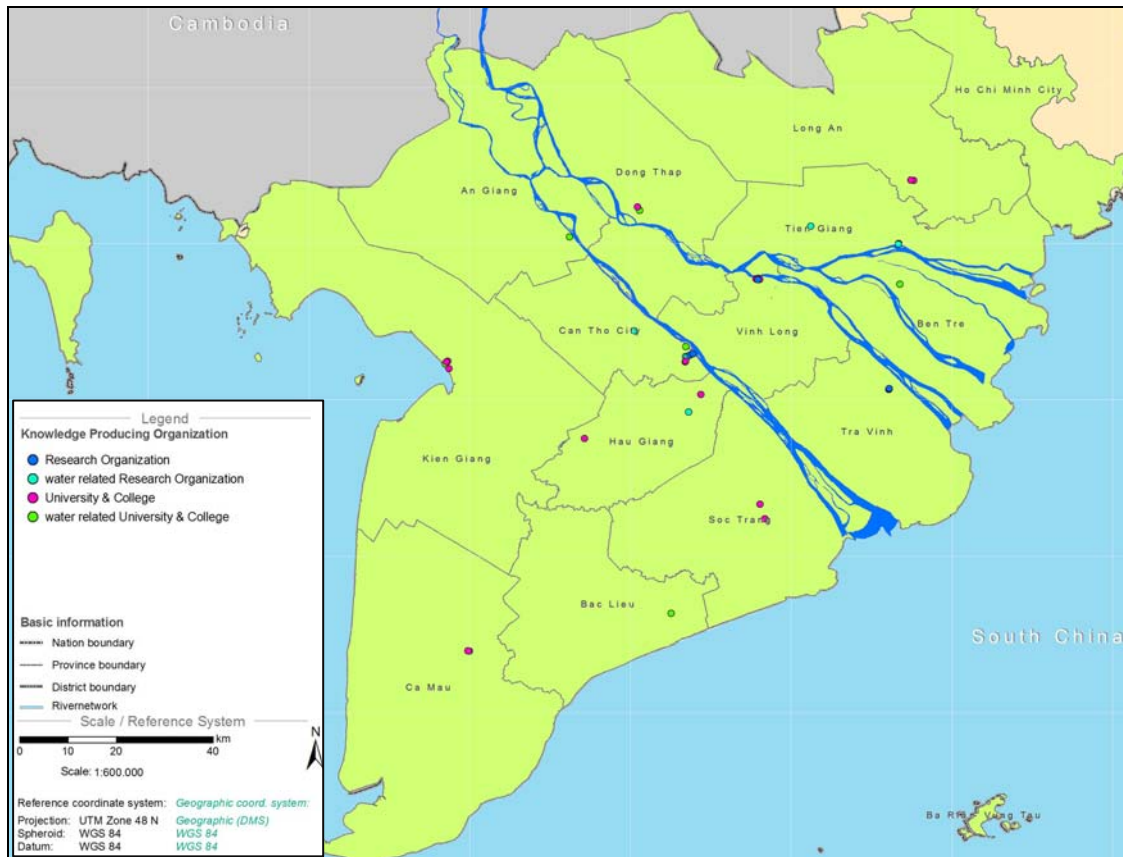 Cambodia
Ho Chi Minh City
Long An
Dong Thap
An Giang
Tien Giang
Ben Tre
Can Tho City
Vinh Long
Tra Vinh
Hau Giang
Kien Giang
Soc Trang
Bac Lieu
Ca Mau
South China
Ba Ria Vung Tau
Legend
Knowledge Producing Organization
Research Organization
water related Research Organization
University & College
water related University & College
Basic information
Nation boundary
Province boundary
District boundary
Rivernetwork
Scale / Reference System
km
0 10 20 40
N
Scale: 1:600.000
Reference coordinate system: Geographic coord. system:
Projection: UTM Zone 48 N Geographic (DMS)
Spheroid: WGS 84 WGS 84
Datum: WGS 84 WGS 84